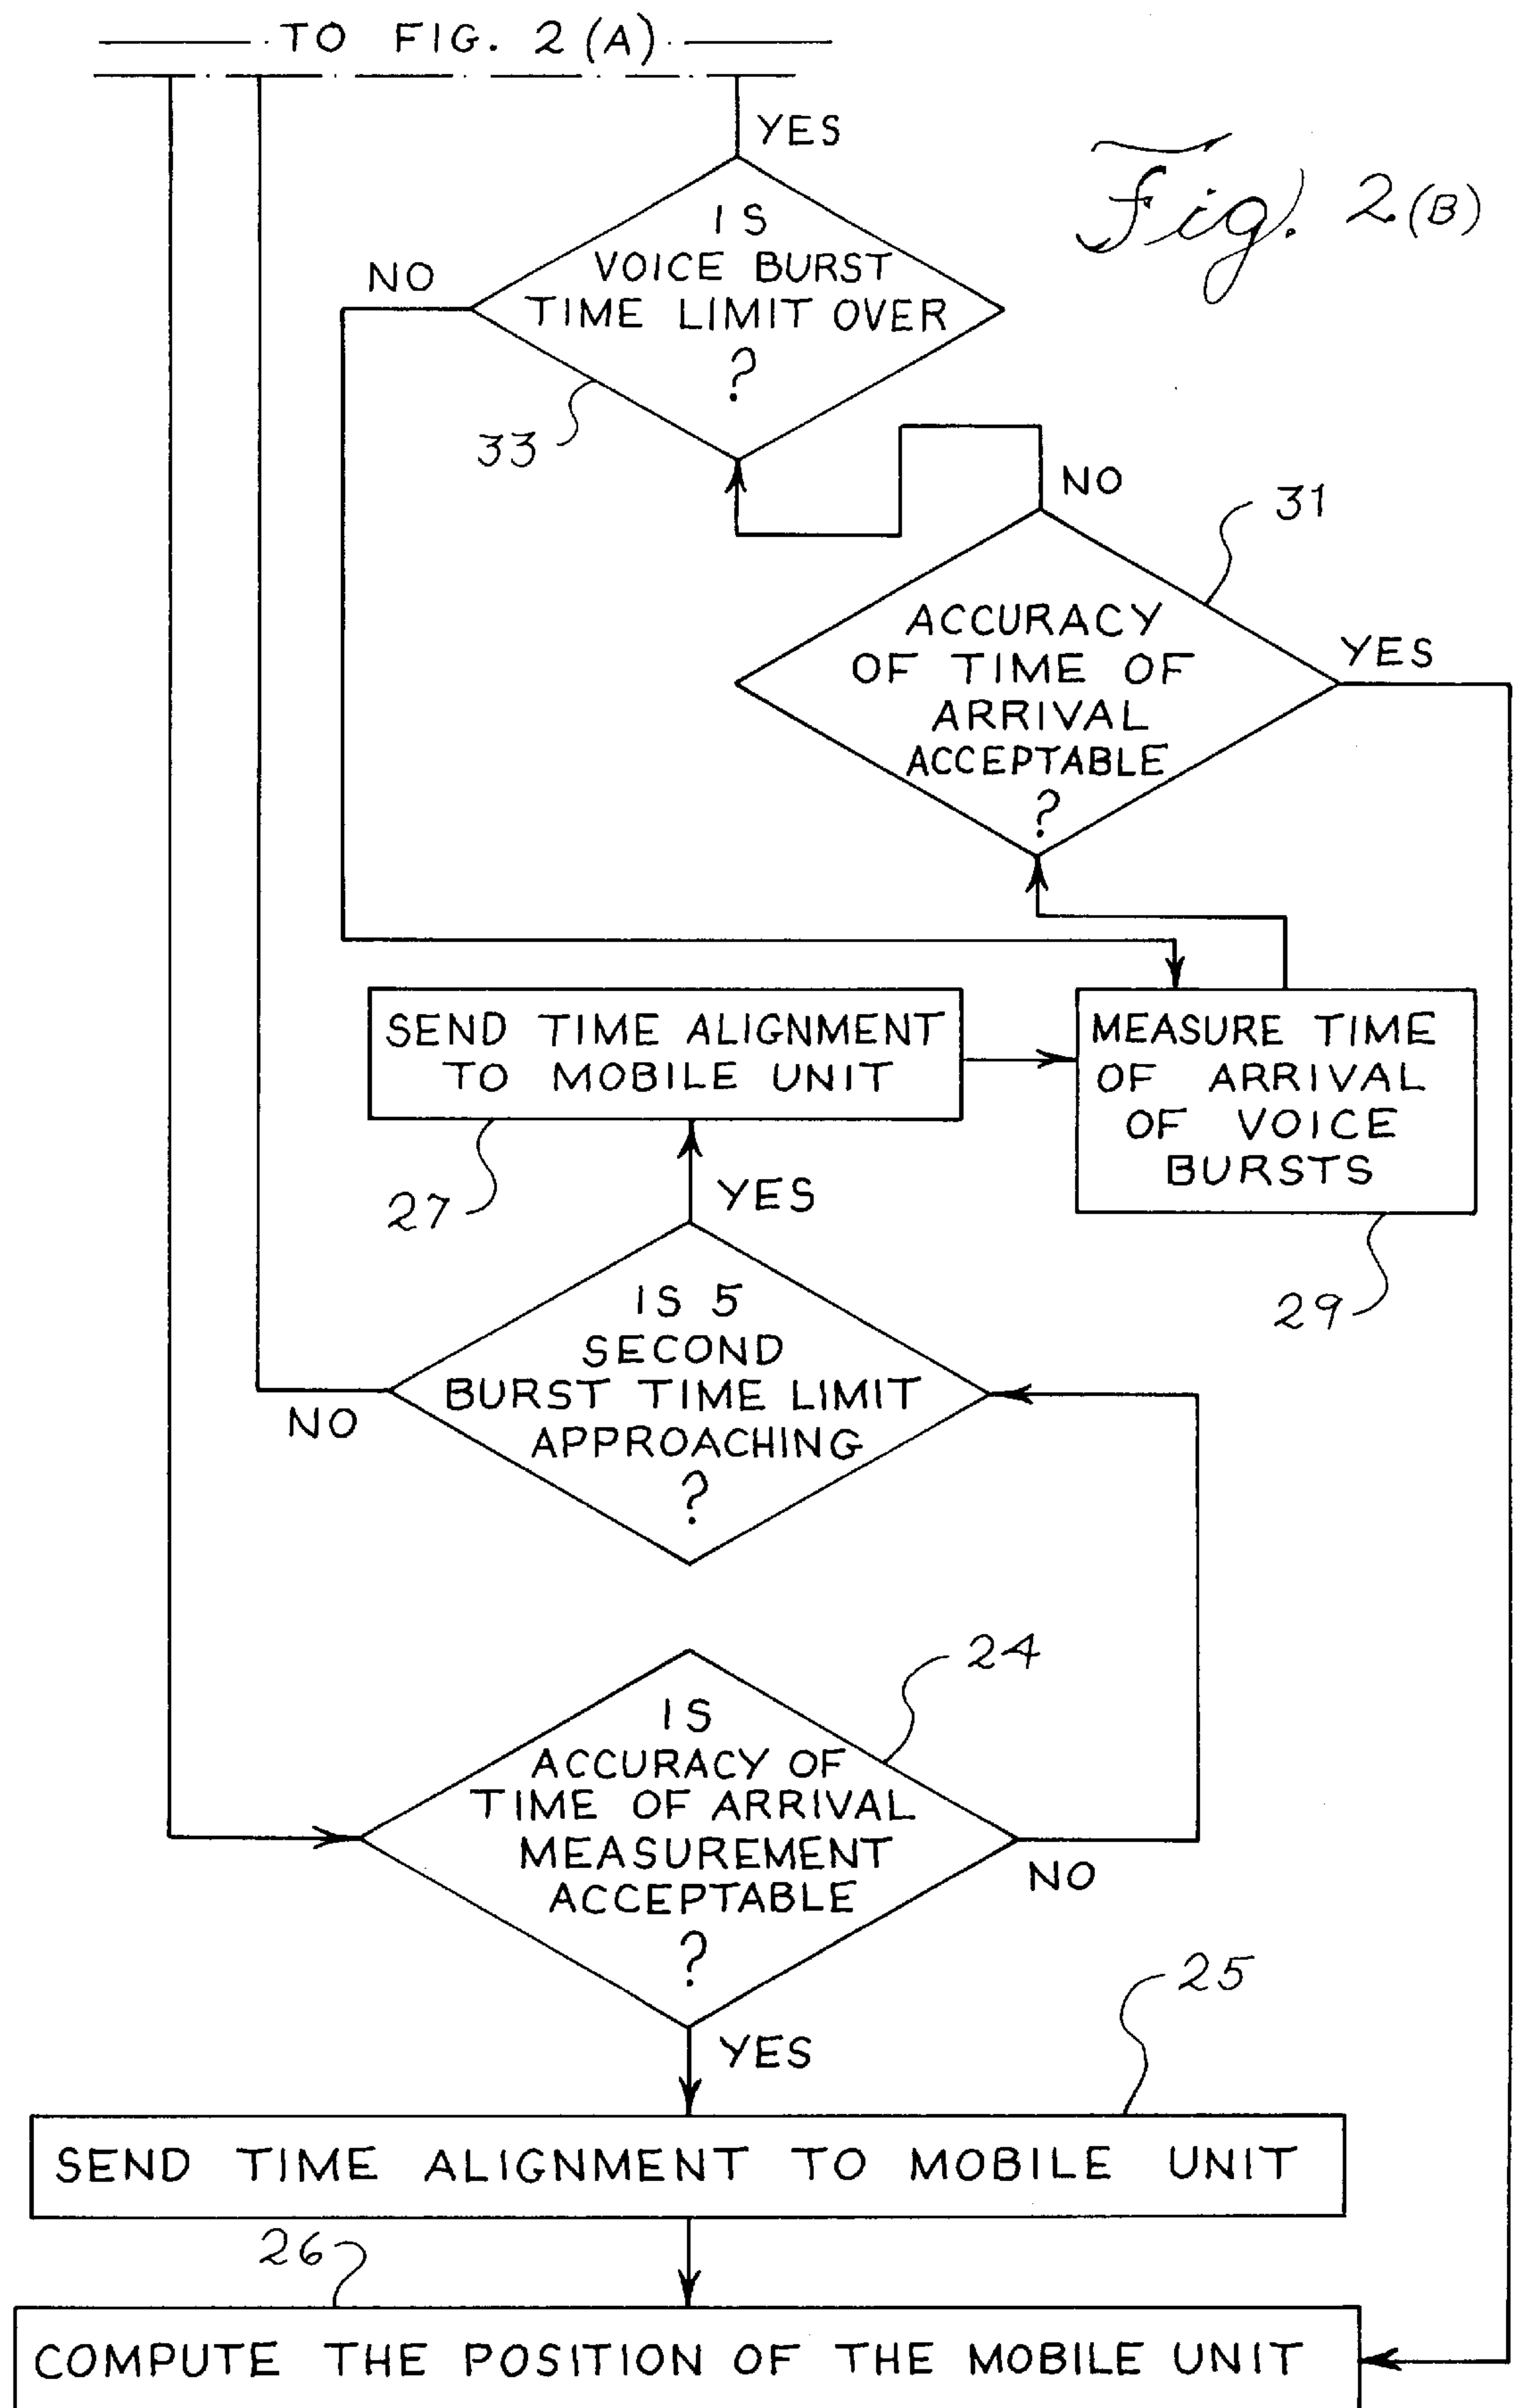 TO FIG. 2 (A)
YES
Fig. 2 (B)
IS
VOICE BURST
TIME LIMIT OVER
?
NO
33
NO
31
ACCURACY
OF TIME OF
ARRIVAL
ACCEPTABLE
?
YES
SEND TIME ALIGNMENT
TO MOBILE UNIT
MEASURE TIME
OF ARRIVAL
OF VOICE
BURSTS
27
YES
29
IS 5
SECOND
BURST TIME LIMIT
APPROACHING
?
NO
24
IS
ACCURACY OF
TIME OF ARRIVAL
MEASUREMENT
ACCEPTABLE
?
NO
25
YES
SEND TIME ALIGNMENT TO MOBILE UNIT
26
COMPUTE THE POSITION OF THE MOBILE UNIT